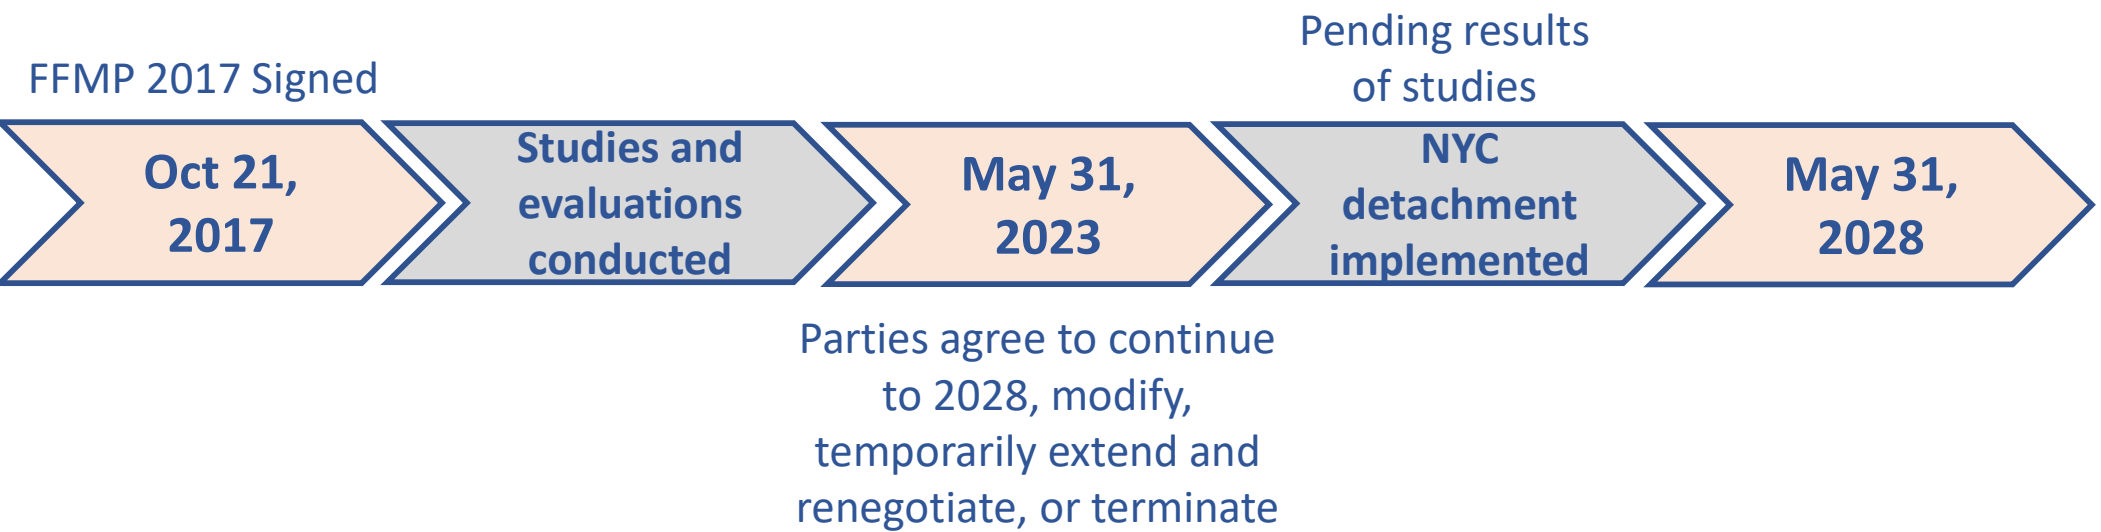 FFMP 2017 Signed
Oct 21,
2017
Studies and
evaluations
conducted
May 31,
2023
Parties agree to continue
to 2028, modify,
temporarily extend and
renegotiate, or terminate
Pending results
of studies
NYC
detachment
implemented
May 31,
2028